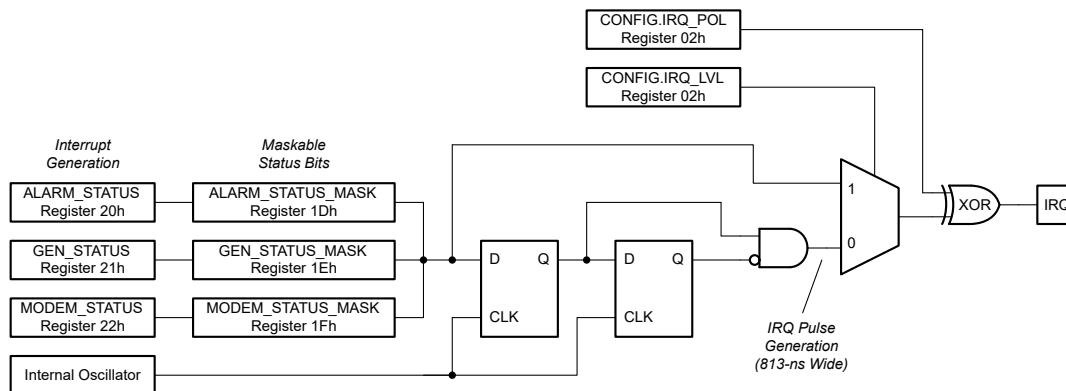 CONFIG.IRQ_POL
Register 02h
CONFIG.IRQ_LVL
Register 02h
Interrupt
Generation
Maskable
Status Bits
ALARM_STATUS
Register 20h
ALARM_STATUS_MASK
Register 1Dh
GEN_STATUS
Register 21h
GEN_STATUS_MASK
Register 1Eh
MODEM_STATUS
Register 22h
MODEM_STATUS_MASK
Register 1Fh
Internal Oscillator
D Q
CLK
D Q
CLK
1
0
XOR
IRQ
IRQ Pulse
Generation
(813-ns Wide)